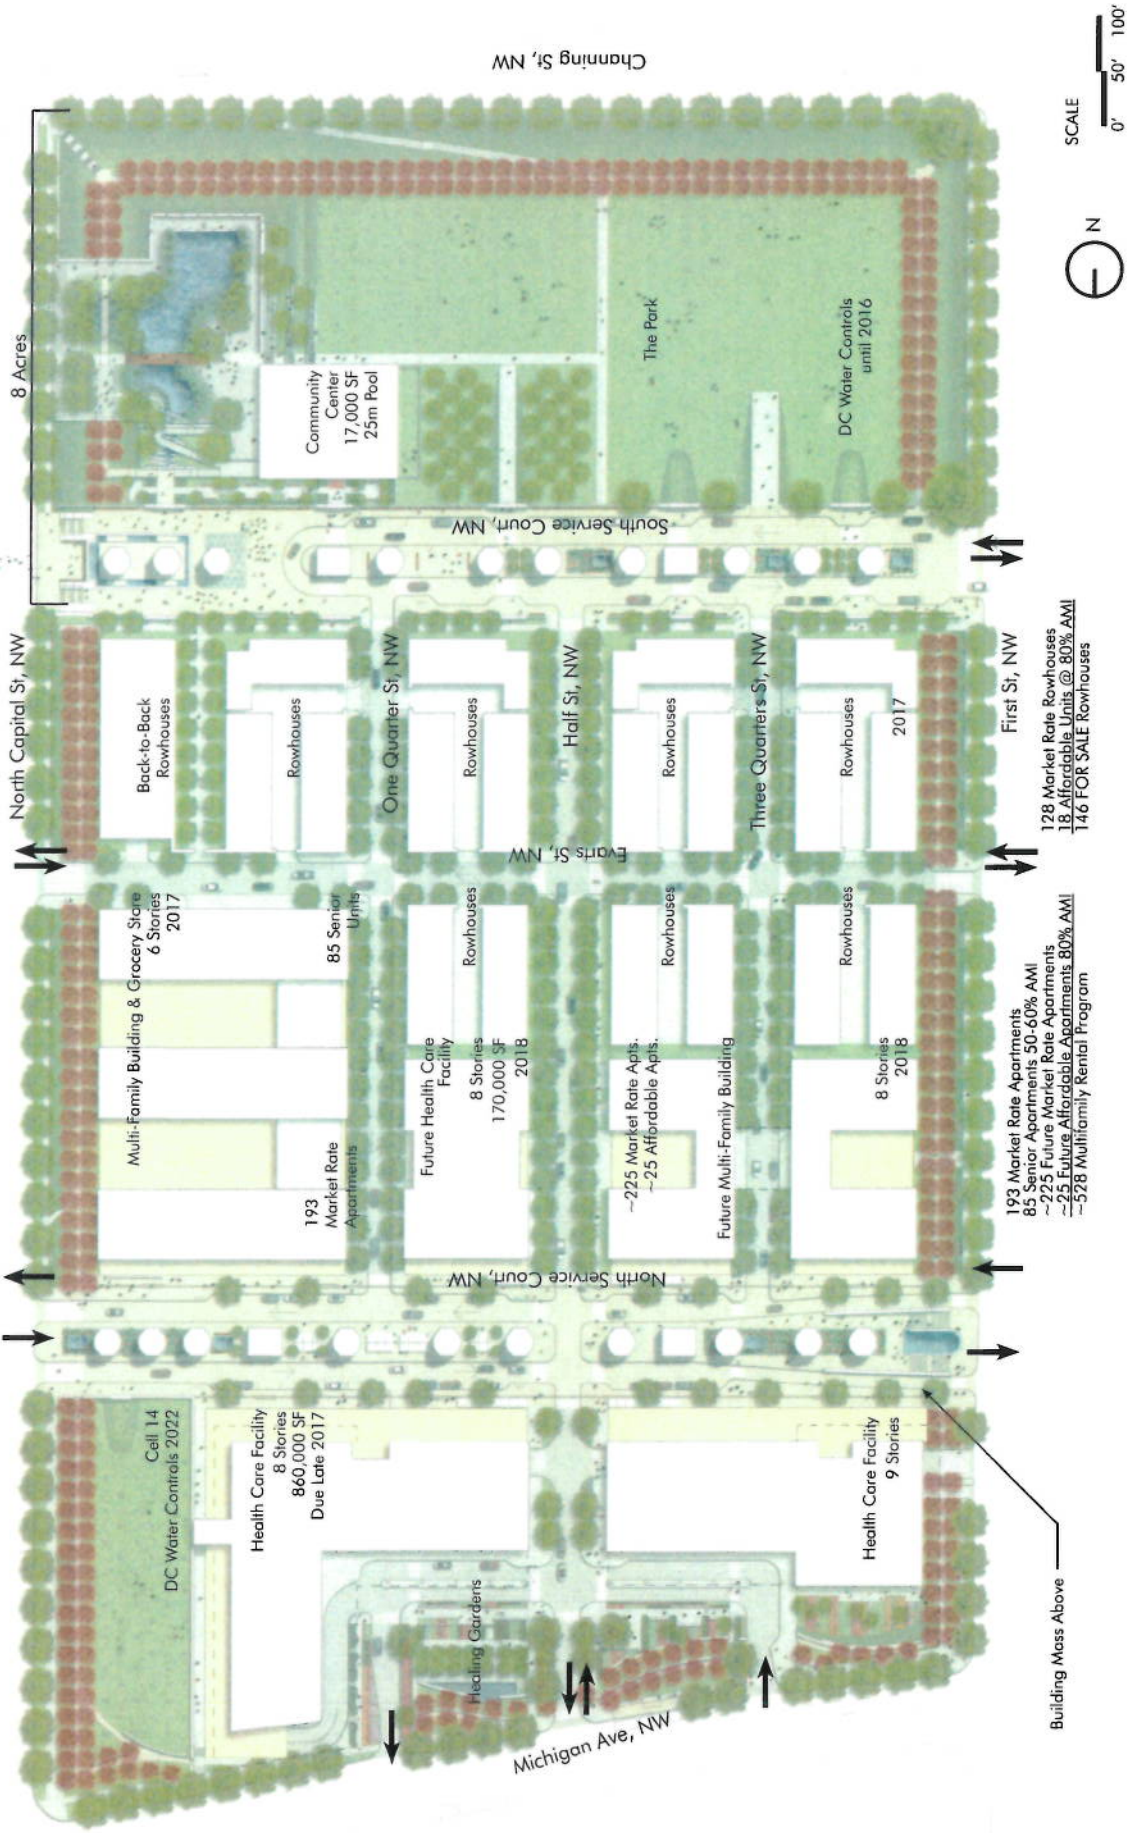 Channing St, NW
SCALE
0' 50' 100'
N
8 Acres
Community
Center
17,000 SF
25m Pool
The Park
DC Water Controls
until 2016
South Service Court, NW
North Capital St, NW
Back-to-Back
Rowhouses
Rowhouses
One Quarter St, NW
Rowhouses
Half St, NW
Rowhouses
Three Quarters St, NW
Rowhouses
2017
First St, NW
128 Market Rate Rowhouses
18 Affordable Units @ 80% AMI
146 FOR SALE Rowhouses
Evarts St, NW
Multi-Family Building & Grocery Store
6 Stories
2017
85 Senior
Units
193
Market Rate
Apartments
Rowhouses
Future Health Care
Facility
8 Stories
170,000 SF
2018
Rowhouses
~225 Market Rate Apts.
~25 Affordable Apts.
Future Multi-Family Building
Rowhouses
8 Stories
2018
193 Market Rate Apartments
85 Senior Apartments 50-60% AMI
~225 Future Market Rate Apartments
~25 Future Affordable Apartments 80% AMI
~528 Multifamily Rental Program
North Service Court, NW
Cell 14
DC Water Controls 2022
Health Care Facility
8 Stories
860,000 SF
Due Late 2017
Health Care Facility
9 Stories
Healing Gardens
Michigan Ave, NW
Building Mass Above